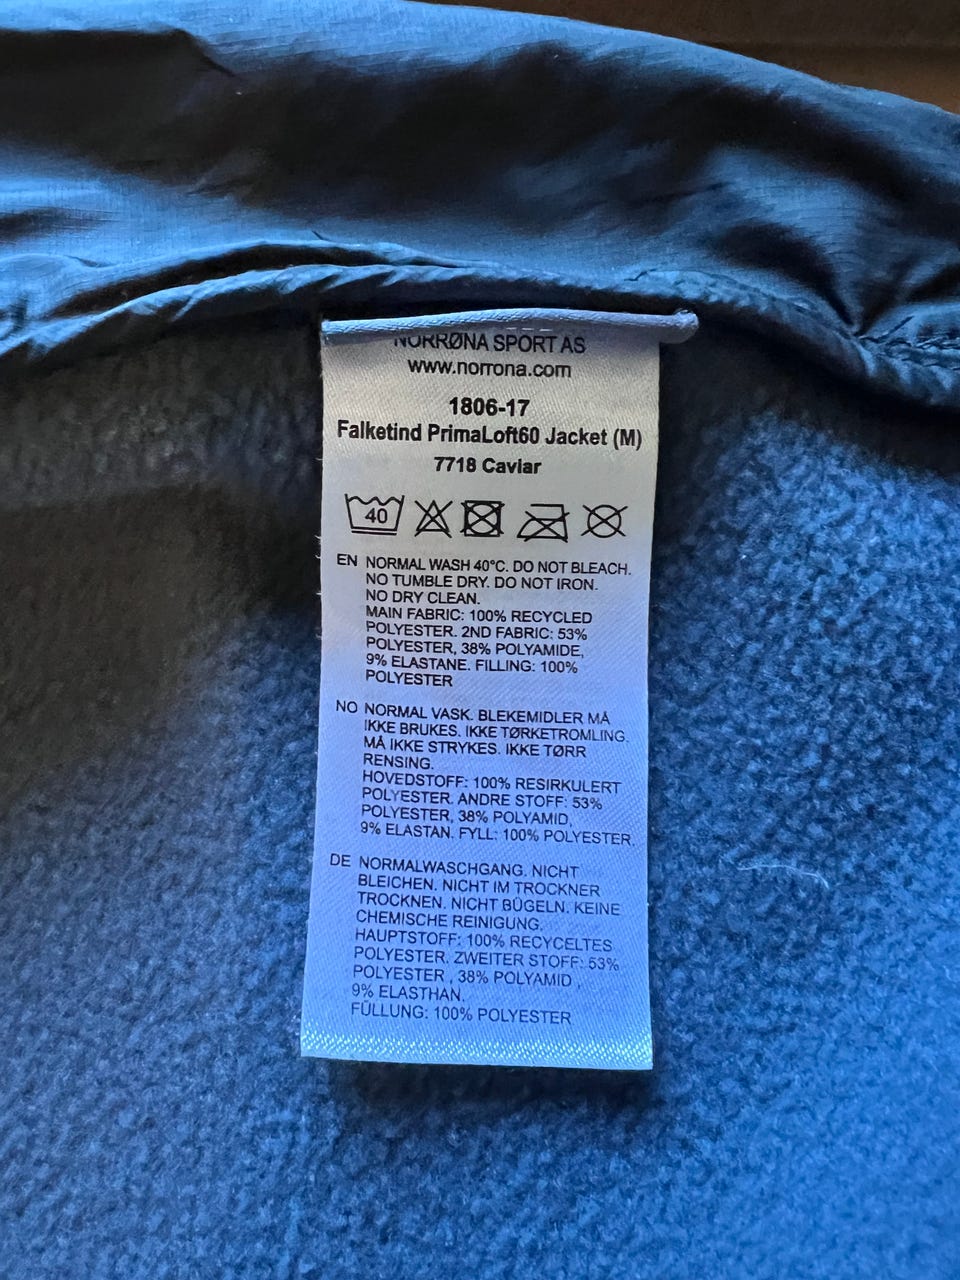 NORRØNA SPORT AS
www.norrona.com
1806-17
Falketind PrimaLoft60 Jacket (M)
7718 Caviar
40
EN NORMAL WASH 40°C. DO NOT BLEACH.
NO TUMBLE DRY. DO NOT IRON.
NO DRY CLEAN.
MAIN FABRIC: 100% RECYCLED
POLYESTER. 2ND FABRIC: 53%
POLYESTER, 38% POLYAMIDE,
9% ELASTANE. FILLING: 100%
POLYESTER
NO NORMAL VASK. BLEKEMIDLER MÅ
IKKE BRUKES. IKKE TØRKETROMLING.
MÅ IKKE STRYKES. IKKE TØRR
RENSING.
HOVEDSTOFF: 100% RESIRKULERT
POLYESTER. ANDRE STOFF: 53%
POLYESTER, 38% POLYAMID,
9% ELASTAN. FYLL: 100% POLYESTER.
DE NORMALWASCHGANG. NICHT
BLEICHEN. NICHT IM TROCKNER
TROCKNEN. NICHT BÜGELN. KEINE
CHEMISCHE REINIGUNG.
HAUPTSTOFF: 100% RECYCELTES
POLYESTER. ZWEITER STOFF: 53%
POLYESTER , 38% POLYAMID ,
9% ELASTHAN.
FÜLLUNG: 100% POLYESTER